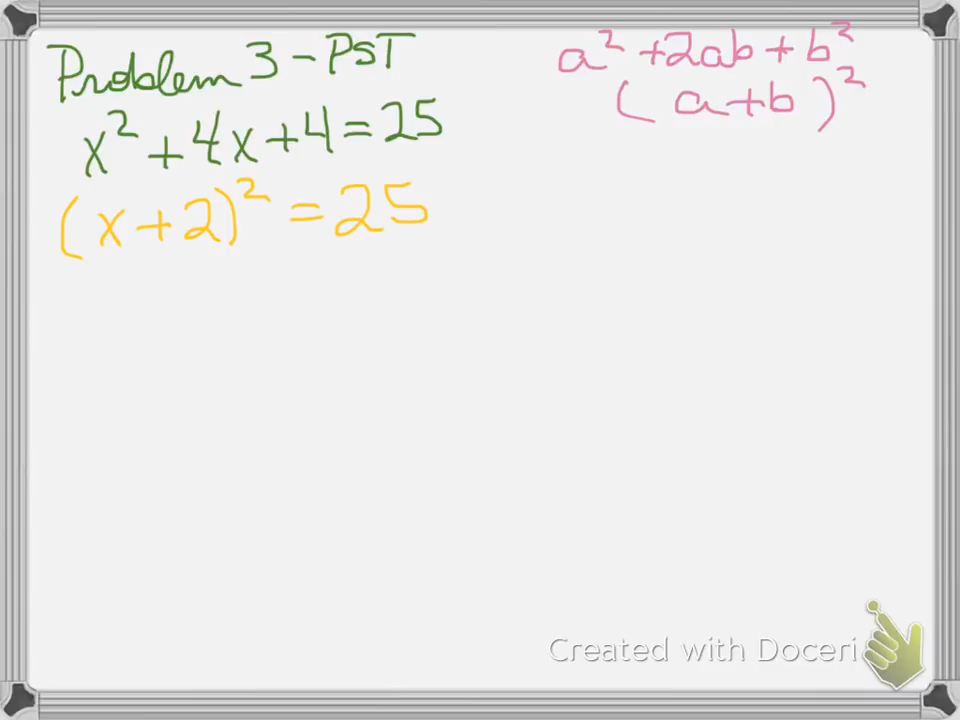 Problem 3 - PST
x² + 4x + 4 = 25
(x + 2)² = 25
a² + 2ab + b²
(a + b)²
Created with Doceri